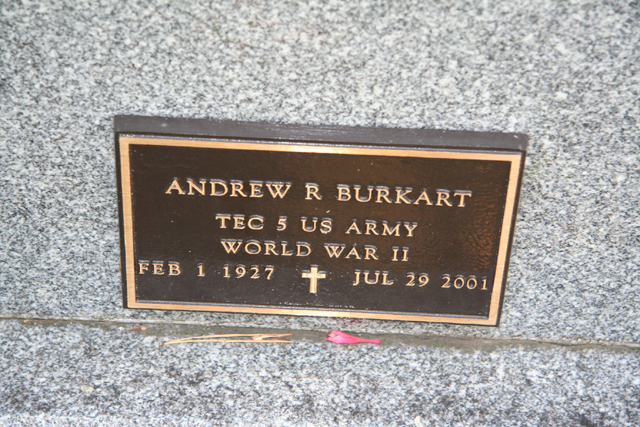 ANDREW R BURKART
TEC 5 US ARMY
WORLD WAR II
FEB 1 1927 JUL 29 2001